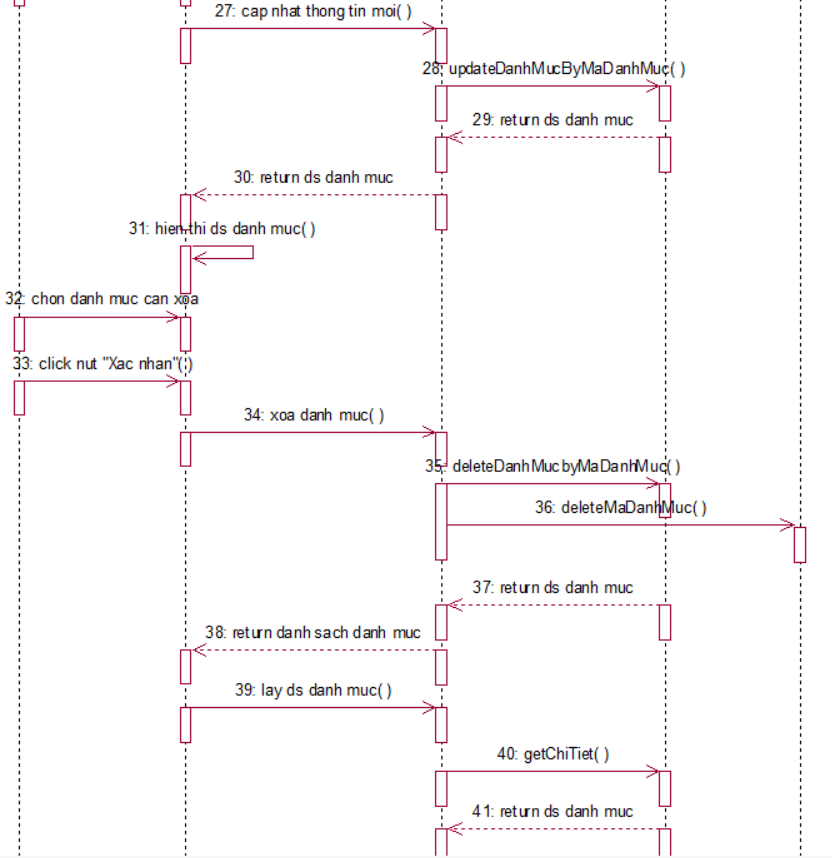 27: cap nhat thong tin moi( )
28: updateDanhMucByMaDanhMuc( )
29: return ds danh muc
30: return ds danh muc
31: hien thi ds danh muc( )
32: chon danh muc can xoa
33: click nut "Xac nhan"( )
34: xoa danh muc( )
35: deleteDanhMucbyMaDanhMuc( )
36: deleteMaDanhMuc( )
37: return ds danh muc
38: return danh sach danh muc
39: lay ds danh muc( )
40: getChiTiet( )
41: return ds danh muc